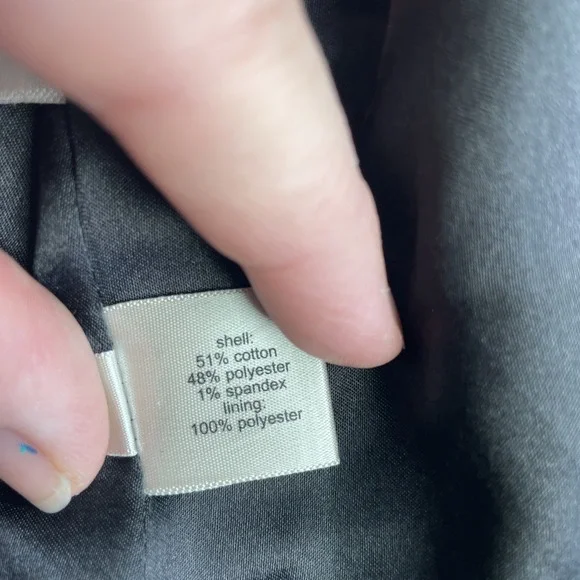 shell:
51% cotton
48% polyester
1% spandex
lining:
100% polyester